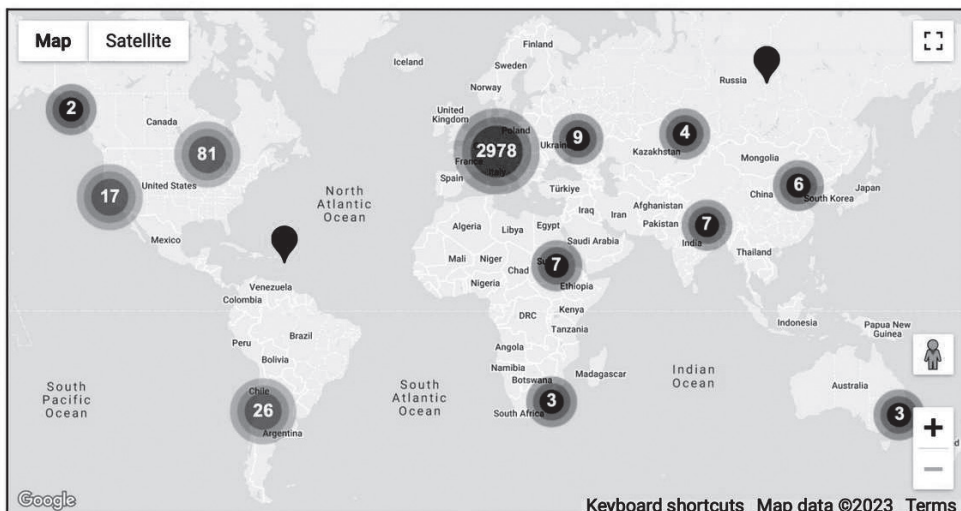 Map Satellite
Finland
Iceland
Sweden
Russia
Norway
2
Canada
United
Kingdom
Poland
9
4
81
2978
Ukraine
France
Kazakhstan
Mongolia
Italy
17
United States
Spain
Türkiye
China
6
Japan
South Korea
North
Atlantic
Ocean
Iraq
Iran
Afghanistan
Pakistan
7
Algeria
Libya
Egypt
Mexico
Saudi Arabia
India
Thailand
Mali
Niger
Chad
7
Venezuela
Nigeria
Ethiopia
Colombia
Kenya
DRC
Tanzania
Indonesia
Papua New
Guinea
Peru
Brazil
Angola
Bolivia
Namibia
Botswana
Madagascar
Indian
Ocean
South
Pacific
Ocean
Chile
South
Atlantic
Ocean
Australia
26
3
South Africa
3
Argentina
Google
Keyboard shortcuts Map data ©2023 Terms